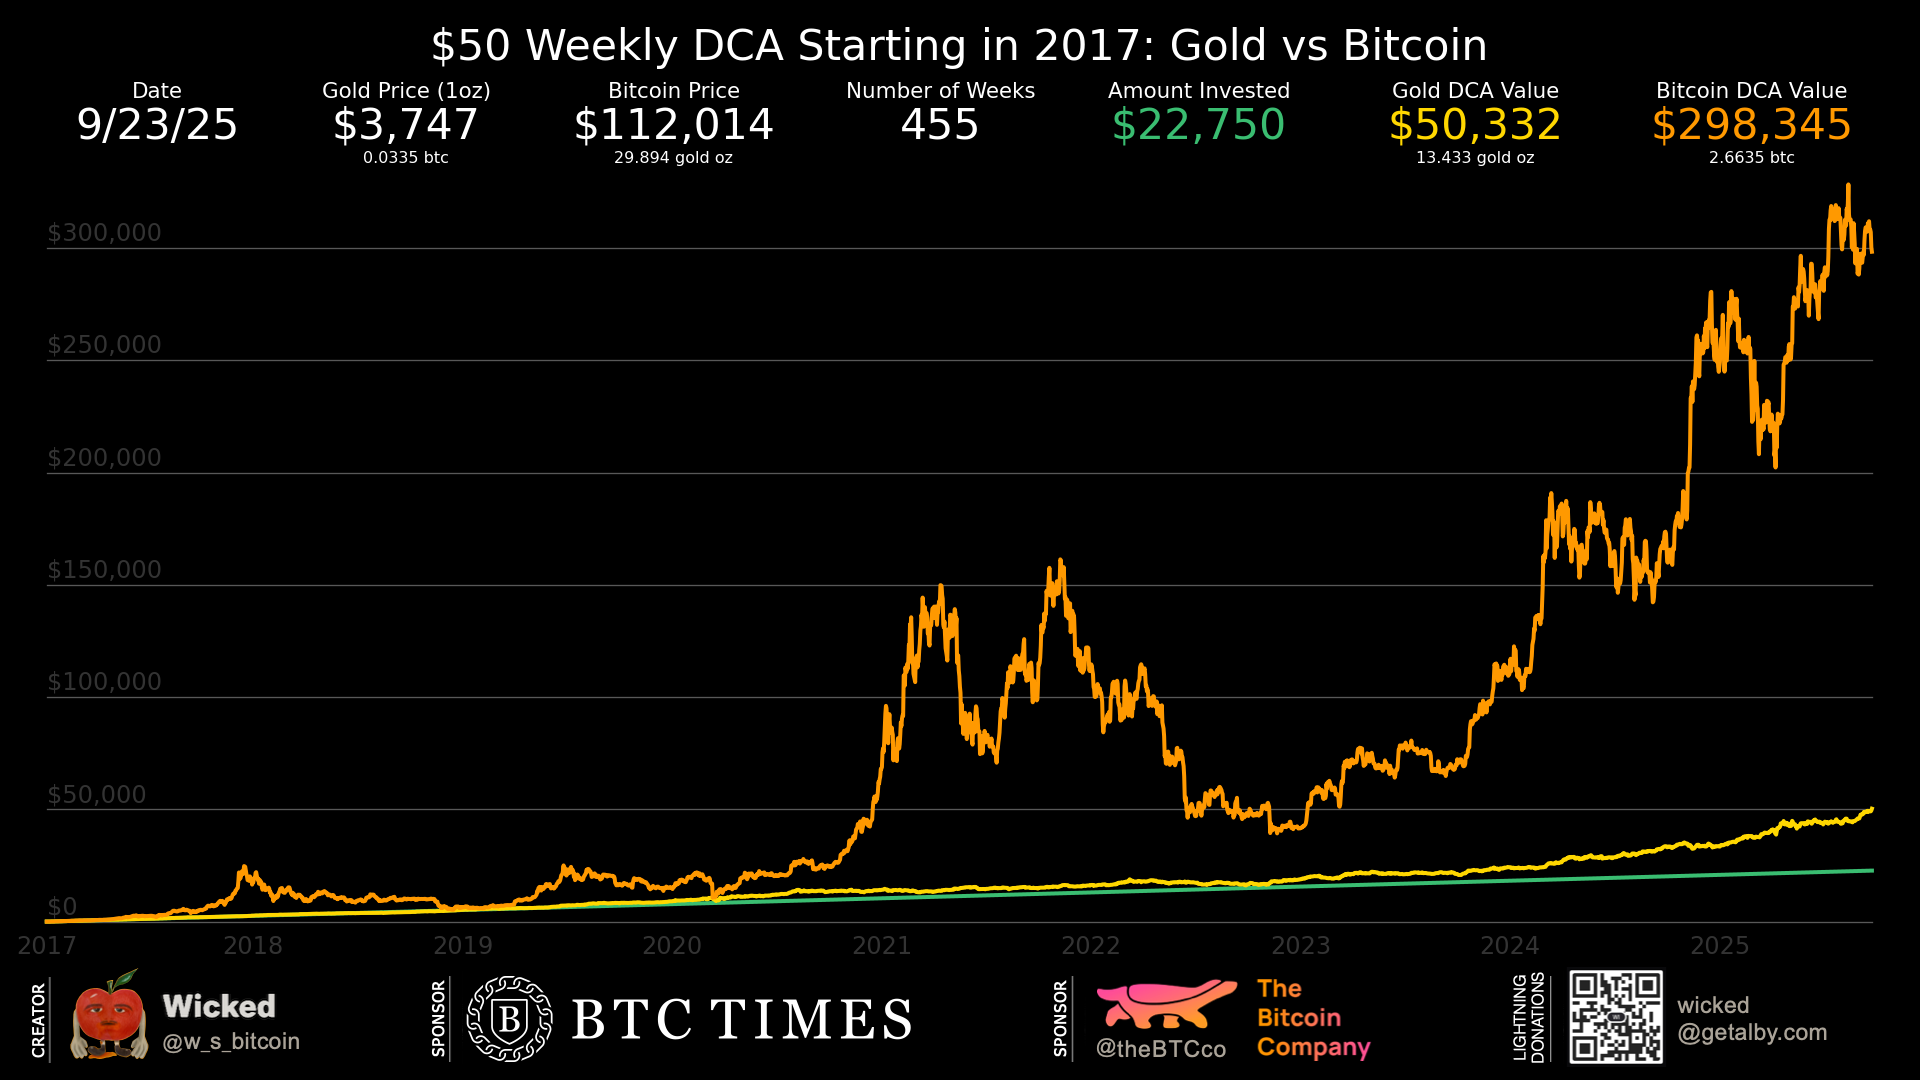 $50 Weekly DCA Starting in 2017: Gold vs Bitcoin
Date
9/23/25
Gold Price (1oz)
$3,747
0.0335 btc
Bitcoin Price
$112,014
29.894 gold oz
Number of Weeks
455
Amount Invested
$22,750
Gold DCA Value
$50,332
13.433 gold oz
Bitcoin DCA Value
$298,345
2.6635 btc
$300,000
$250,000
$200,000
$150,000
$100,000
$50,000
$0
2017
2018
2019
2020
2021
2022
2023
2024
2025
CREATOR
Wicked
@w_s_bitcoin
SPONSOR
B
BTC TIMES
SPONSOR
@theBTCco
The
Bitcoin
Company
LIGHTNING
DONATIONS
wicked
@getalby.com